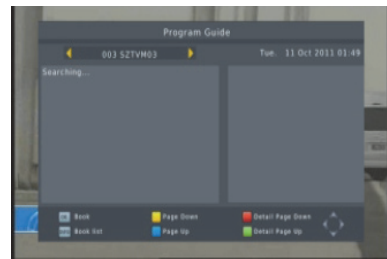 Program Guide
003 SZTVM03
Tue. 11 Oct 2011 01:49
Searching...
Book
Page Down
Detail Page Down
Book list
Page Up
Detail Page Up